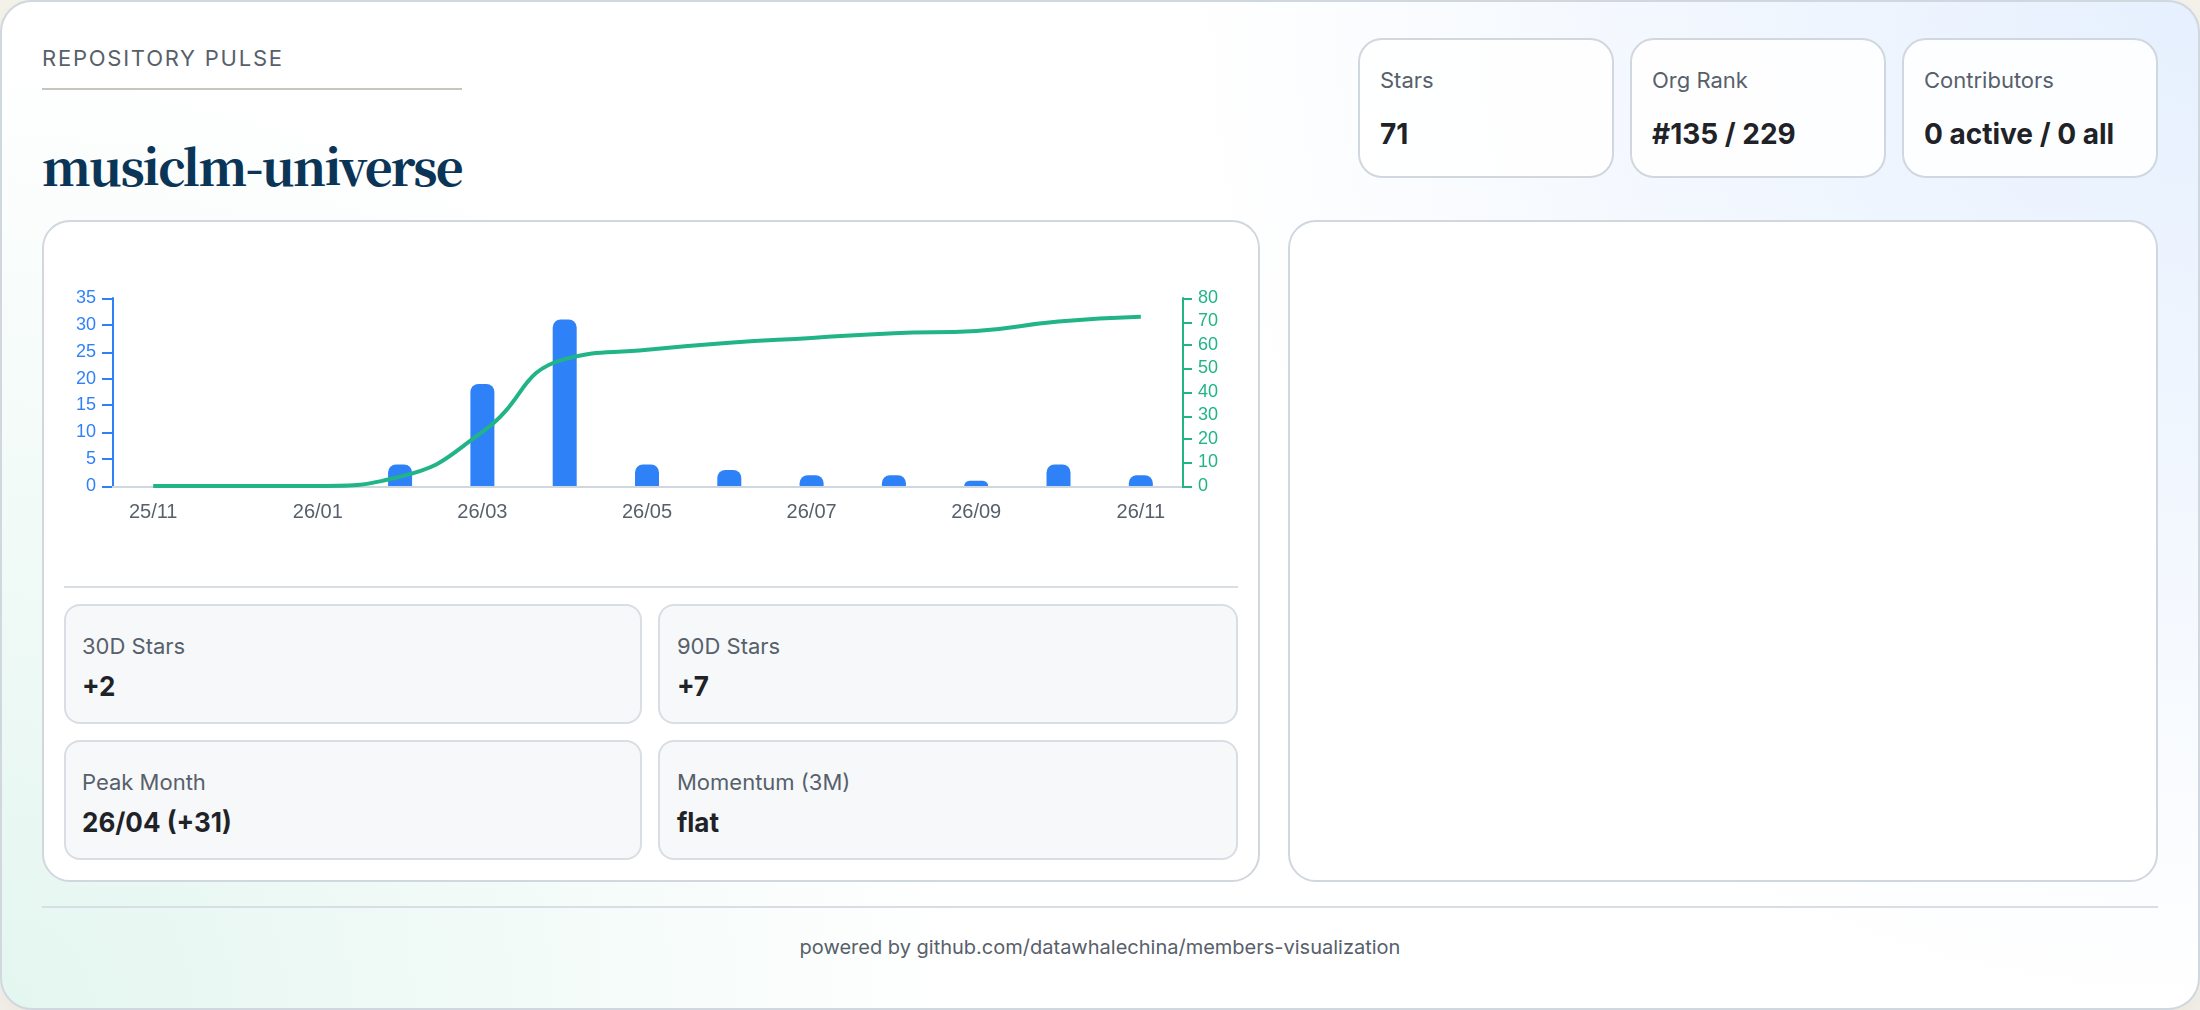 REPOSITORY PULSE
musiclm-universe
Stars
71
Org Rank
#135 / 229
Contributors
0 active / 0 all
35
30
25
20
15
10
5
0
80
70
60
50
40
30
20
10
0
25/11 26/01 26/03 26/05 26/07 26/09 26/11
30D Stars
+2
90D Stars
+7
Peak Month
26/04 (+31)
Momentum (3M)
flat
powered by github.com/datawhalechina/members-visualization